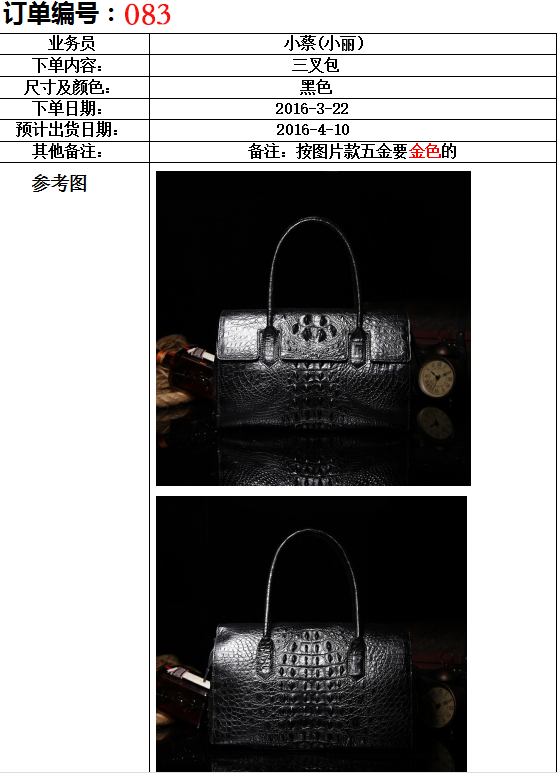 订单编号：083
业务员 小蔡(小丽)
下单内容： 三叉包
尺寸及颜色： 黑色
下单日期： 2016-3-22
预计出货日期： 2016-4-10
其他备注： 备注：按图片款五金要金色的
参考图